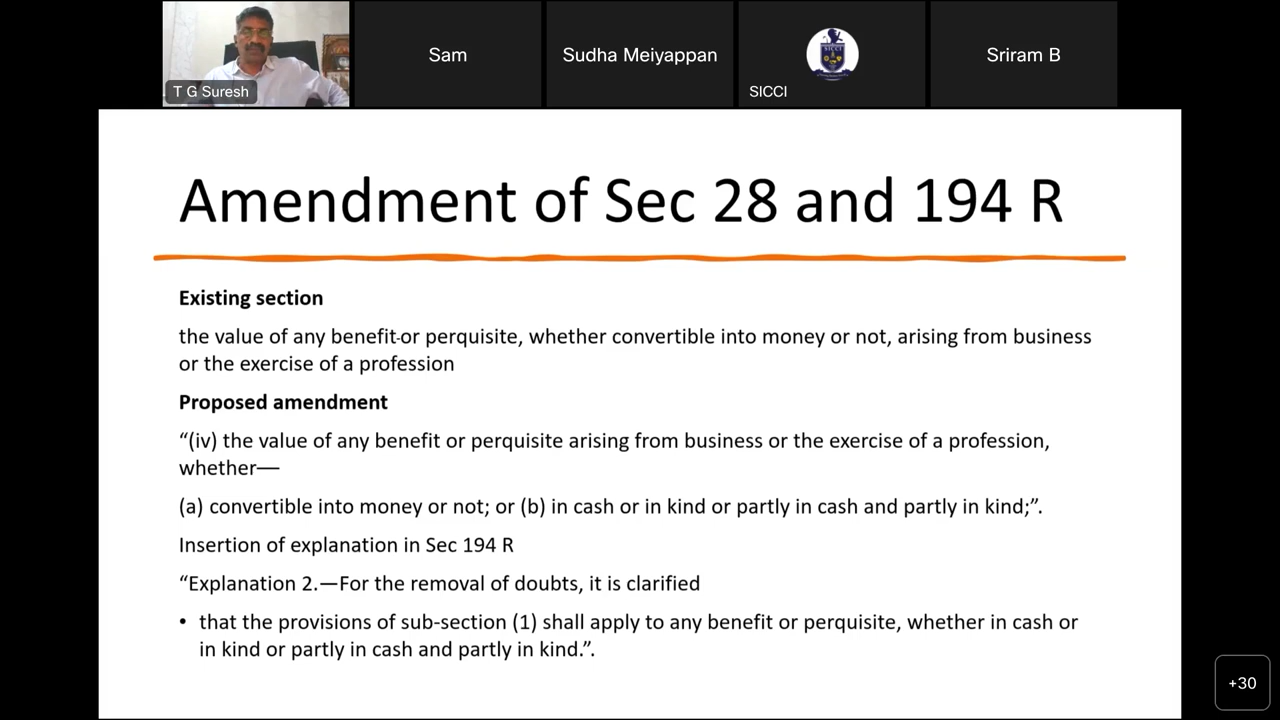 T G Suresh
Sam
Sudha Meiyappan
SICCI
SICCI
Sriram B
Amendment of Sec 28 and 194 R
Existing section
the value of any benefit or perquisite, whether convertible into money or not, arising from business
or the exercise of a profession
Proposed amendment
“(iv) the value of any benefit or perquisite arising from business or the exercise of a profession,
whether—
(a) convertible into money or not; or (b) in cash or in kind or partly in cash and partly in kind;”.
Insertion of explanation in Sec 194 R
“Explanation 2.—For the removal of doubts, it is clarified
• that the provisions of sub-section (1) shall apply to any benefit or perquisite, whether in cash or
in kind or partly in cash and partly in kind.”.
+30